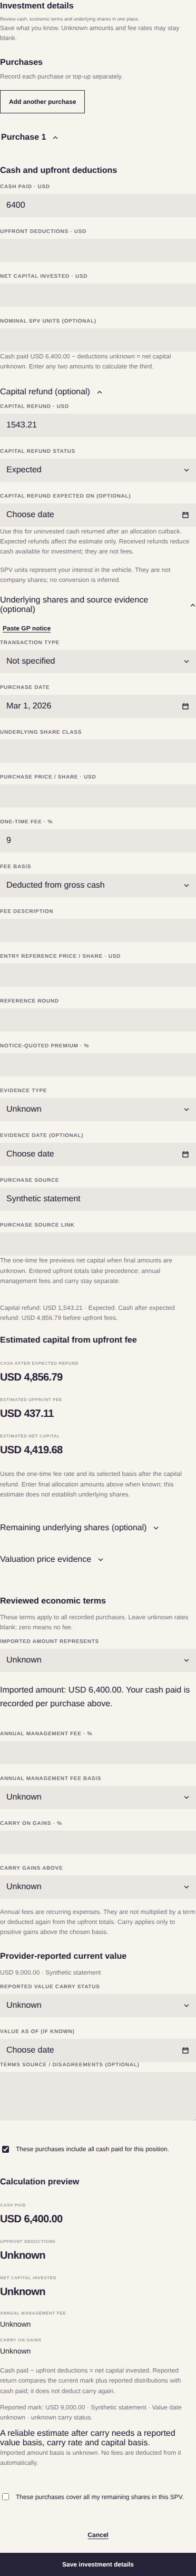 Investment details
Review cash, economic terms and underlying shares in one place.
Save what you know. Unknown amounts and fee rates may stay
blank.
Purchases
Record each purchase or top-up separately.
Add another purchase
Purchase 1
Cash and upfront deductions
CASH PAID · USD
6400
UPFRONT DEDUCTIONS · USD
NET CAPITAL INVESTED · USD
NOMINAL SPV UNITS (OPTIONAL)
Cash paid USD 6,400.00 − deductions unknown = net capital
unknown. Enter any two amounts to calculate the third.
Capital refund (optional)
CAPITAL REFUND · USD
1543.21
CAPITAL REFUND STATUS
Expected
CAPITAL REFUND EXPECTED ON (OPTIONAL)
Choose date
Use this for uninvested cash returned after an allocation cutback.
Expected refunds affect the estimate only. Received refunds reduce
cash available for investment; they are not fees.
SPV units represent your interest in the vehicle. They are not
company shares; no conversion is inferred.
Underlying shares and source evidence
(optional)
Paste GP notice
TRANSACTION TYPE
Not specified
PURCHASE DATE
Mar 1, 2026
UNDERLYING SHARE CLASS
PURCHASE PRICE / SHARE · USD
ONE-TIME FEE · %
9
FEE BASIS
Deducted from gross cash
FEE DESCRIPTION
ENTRY REFERENCE PRICE / SHARE · USD
REFERENCE ROUND
NOTICE-QUOTED PREMIUM · %
EVIDENCE TYPE
Unknown
EVIDENCE DATE (OPTIONAL)
Choose date
PURCHASE SOURCE
Synthetic statement
PURCHASE SOURCE LINK
The one-time fee previews net capital when final amounts are
unknown. Entered upfront totals take precedence; annual
management fees and carry stay separate.
Capital refund: USD 1,543.21 · Expected. Cash after expected
refund: USD 4,856.79 before upfront fees.
Estimated capital from upfront fee
CASH AFTER EXPECTED REFUND
USD 4,856.79
ESTIMATED UPFRONT FEE
USD 437.11
ESTIMATED NET CAPITAL
USD 4,419.68
Uses the one-time fee rate and its selected basis after the capital
refund. Enter final allocation amounts above when known; this
estimate does not establish underlying shares.
Remaining underlying shares (optional)
Valuation price evidence
Reviewed economic terms
These terms apply to all recorded purchases. Leave unknown rates
blank; zero means no fee.
IMPORTED AMOUNT REPRESENTS
Unknown
Imported amount: USD 6,400.00. Your cash paid is
recorded per purchase above.
ANNUAL MANAGEMENT FEE · %
ANNUAL MANAGEMENT FEE BASIS
Unknown
CARRY ON GAINS · %
CARRY GAINS ABOVE
Unknown
Annual fees are recurring expenses. They are not multiplied by a term
or deducted again from the upfront totals. Carry applies only to
positive gains above the chosen basis.
Provider-reported current value
USD 9,000.00 · Synthetic statement
REPORTED VALUE CARRY STATUS
Unknown
VALUE AS OF (IF KNOWN)
Choose date
TERMS SOURCE / DISAGREEMENTS (OPTIONAL)
These purchases include all cash paid for this position.
Calculation preview
CASH PAID
USD 6,400.00
UPFRONT DEDUCTIONS
Unknown
NET CAPITAL INVESTED
Unknown
ANNUAL MANAGEMENT FEE
Unknown
CARRY ON GAINS
Unknown
Cash paid − upfront deductions = net capital invested. Reported
return compares the current mark plus reported distributions with
cash paid; it does not deduct carry again.
Reported mark: USD 9,000.00 · Synthetic statement · Value date
unknown · unknown carry status.
A reliable estimate after carry needs a reported
value basis, carry rate and capital basis.
Imported amount basis is unknown. No fees are deducted from it
automatically.
These purchases cover all my remaining shares in this SPV.
Cancel
Save investment details